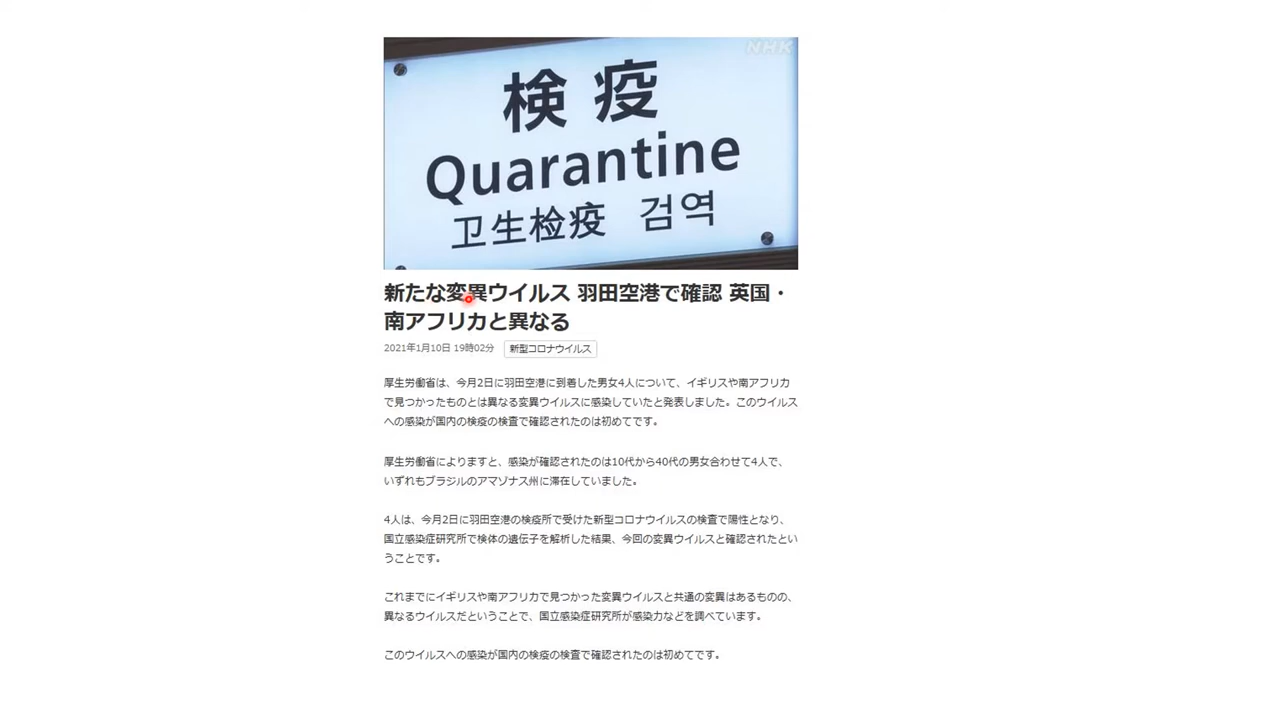 NHK
検疫
Quarantine
卫生检疫 검역
新たな変異ウイルス 羽田空港で確認 英国・
南アフリカと異なる
2021年1月10日 19時02分 新型コロナウイルス
厚生労働省は、今月2日に羽田空港に到着した男女4人について、イギリスや南アフリカ
で見つかったものとは異なる変異ウイルスに感染していたと発表しました。このウイルス
への感染が国内の検疫の検査で確認されたのは初めてです。
厚生労働省によりますと、感染が確認されたのは10代から40代の男女合わせて4人で、
いずれもブラジルのアマゾナス州に滞在していました。
4人は、今月2日に羽田空港の検疫所で受けた新型コロナウイルスの検査で陽性となり、
国立感染症研究所で検体の遺伝子を解析した結果、今回の変異ウイルスと確認されたとい
うことです。
これまでにイギリスや南アフリカで見つかった変異ウイルスと共通の変異はあるものの、
異なるウイルスだということで、国立感染症研究所が感染力などを調べています。
このウイルスへの感染が国内の検疫の検査で確認されたのは初めてです。